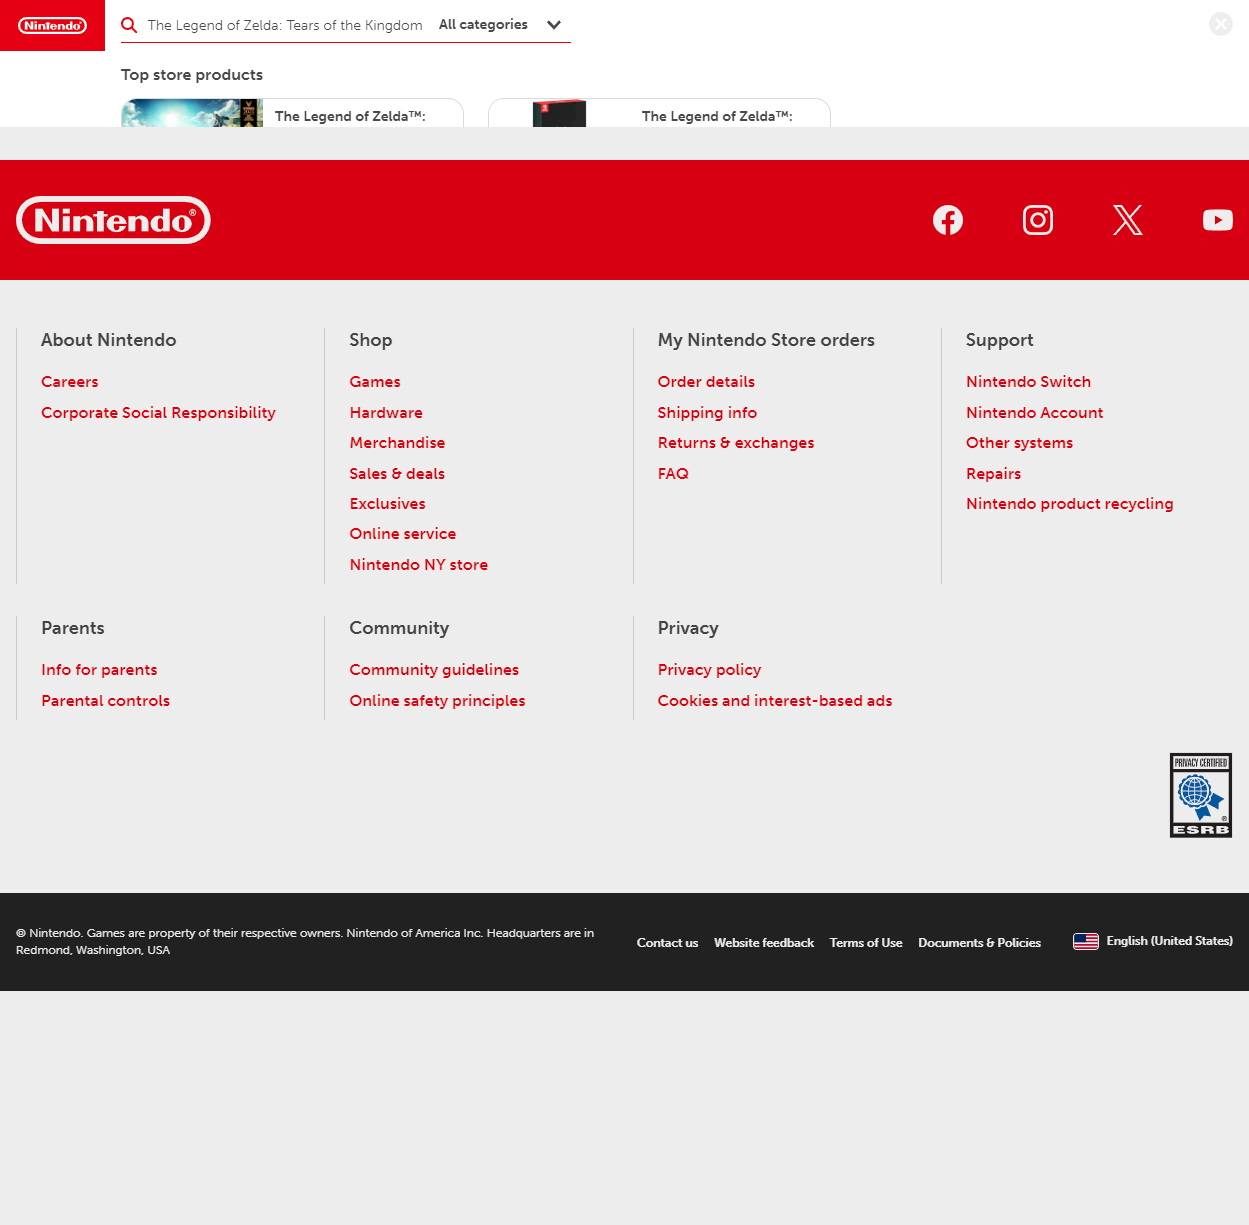 Nintendo®
The Legend of Zelda: Tears of the Kingdom
All categories
Top store products
The Legend of Zelda™:
The Legend of Zelda™:
Nintendo®
About Nintendo
Careers
Corporate Social Responsibility
Shop
Games
Hardware
Merchandise
Sales & deals
Exclusives
Online service
Nintendo NY store
My Nintendo Store orders
Order details
Shipping info
Returns & exchanges
FAQ
Support
Nintendo Switch
Nintendo Account
Other systems
Repairs
Nintendo product recycling
Parents
Info for parents
Parental controls
Community
Community guidelines
Online safety principles
Privacy
Privacy policy
Cookies and interest-based ads
PRIVACY CERTIFIED
®
ESRB
© Nintendo. Games are property of their respective owners. Nintendo of America Inc. Headquarters are in
Redmond, Washington, USA
Contact us
Website feedback
Terms of Use
Documents & Policies
English (United States)